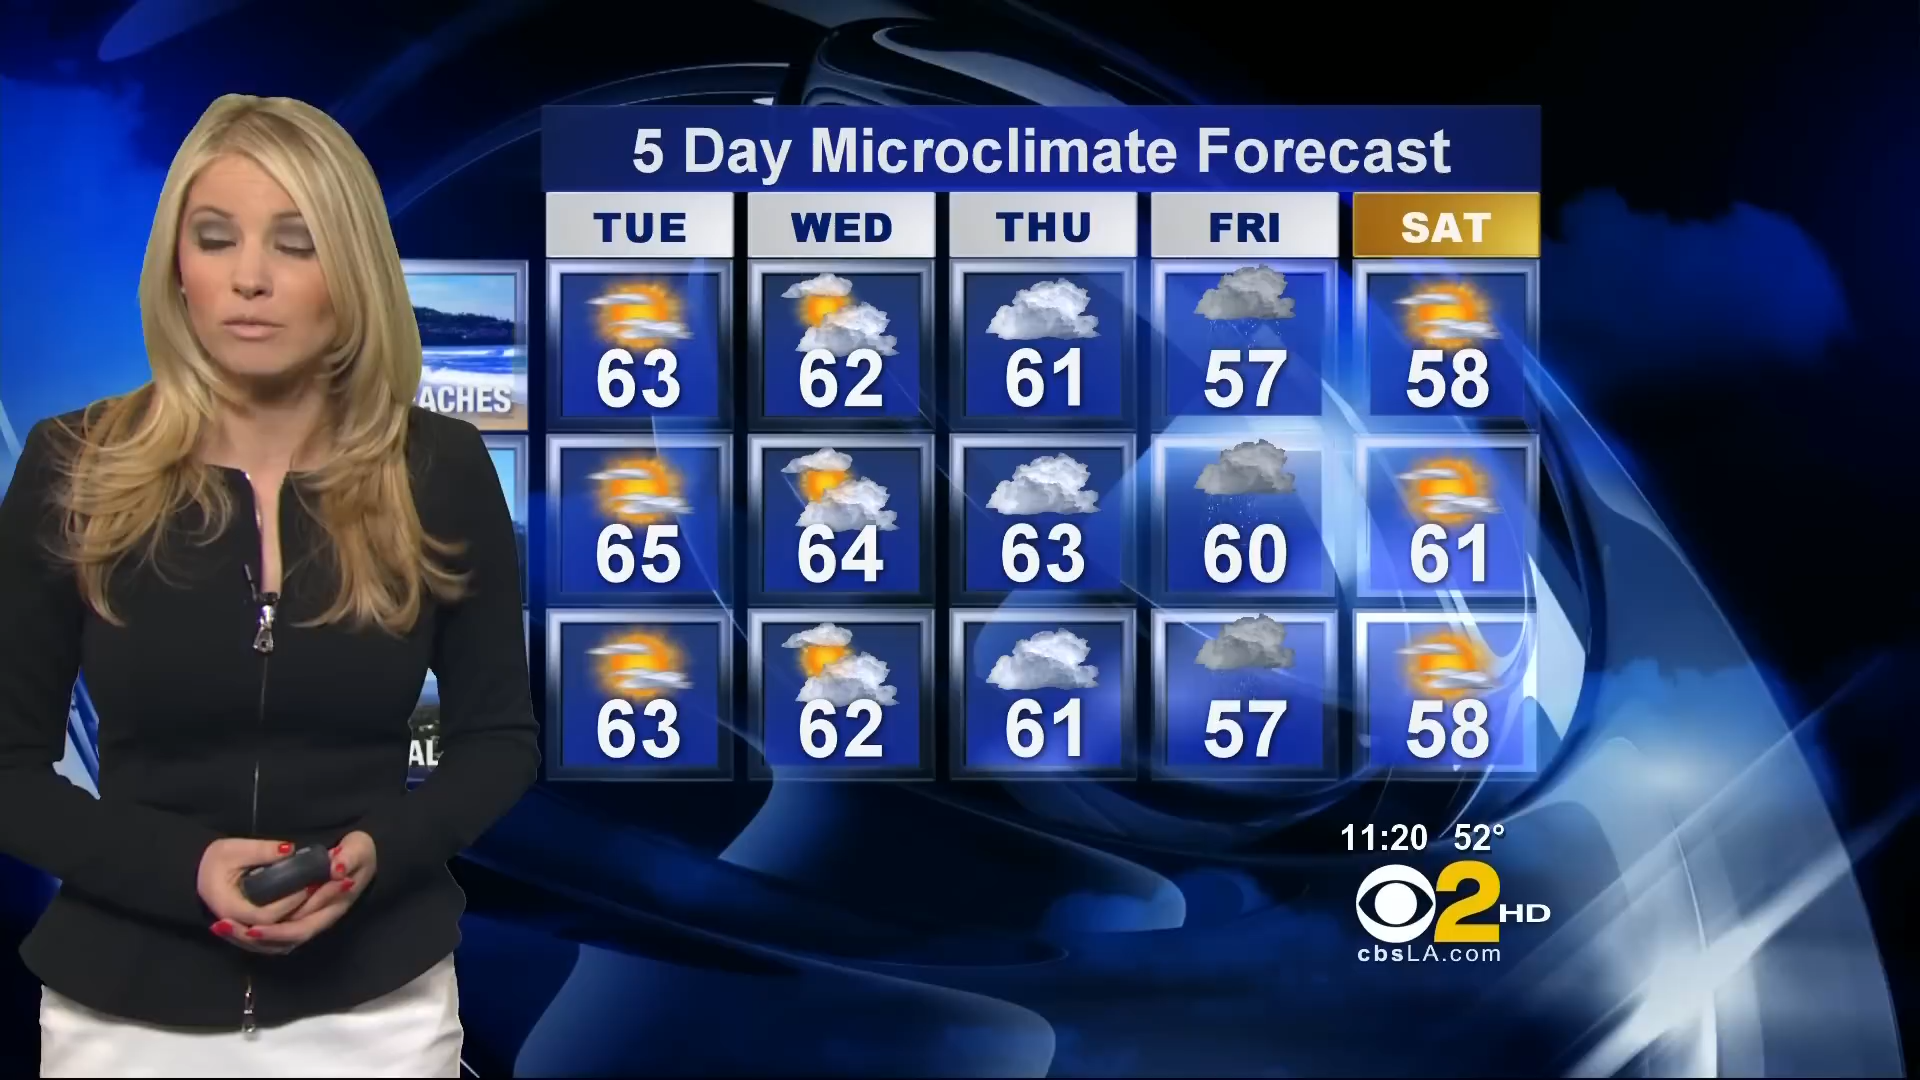 5 Day Microclimate Forecast
TUE WED THU FRI SAT
63 62 61 57 58
ACHES
65 64 63 60 61
63 62 61 57 58
AL
11:20 52°
2 HD
cbsLA.com